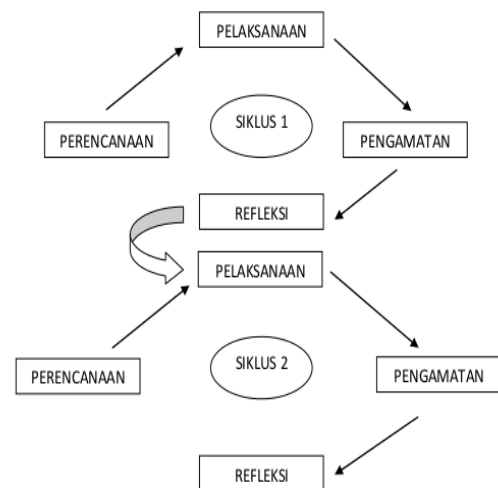 PELAKSANAAN
PERENCANAAN
SIKLUS 1
PENGAMATAN
REFLEKSI
PELAKSANAAN
PERENCANAAN
SIKLUS 2
PENGAMATAN
REFLEKSI